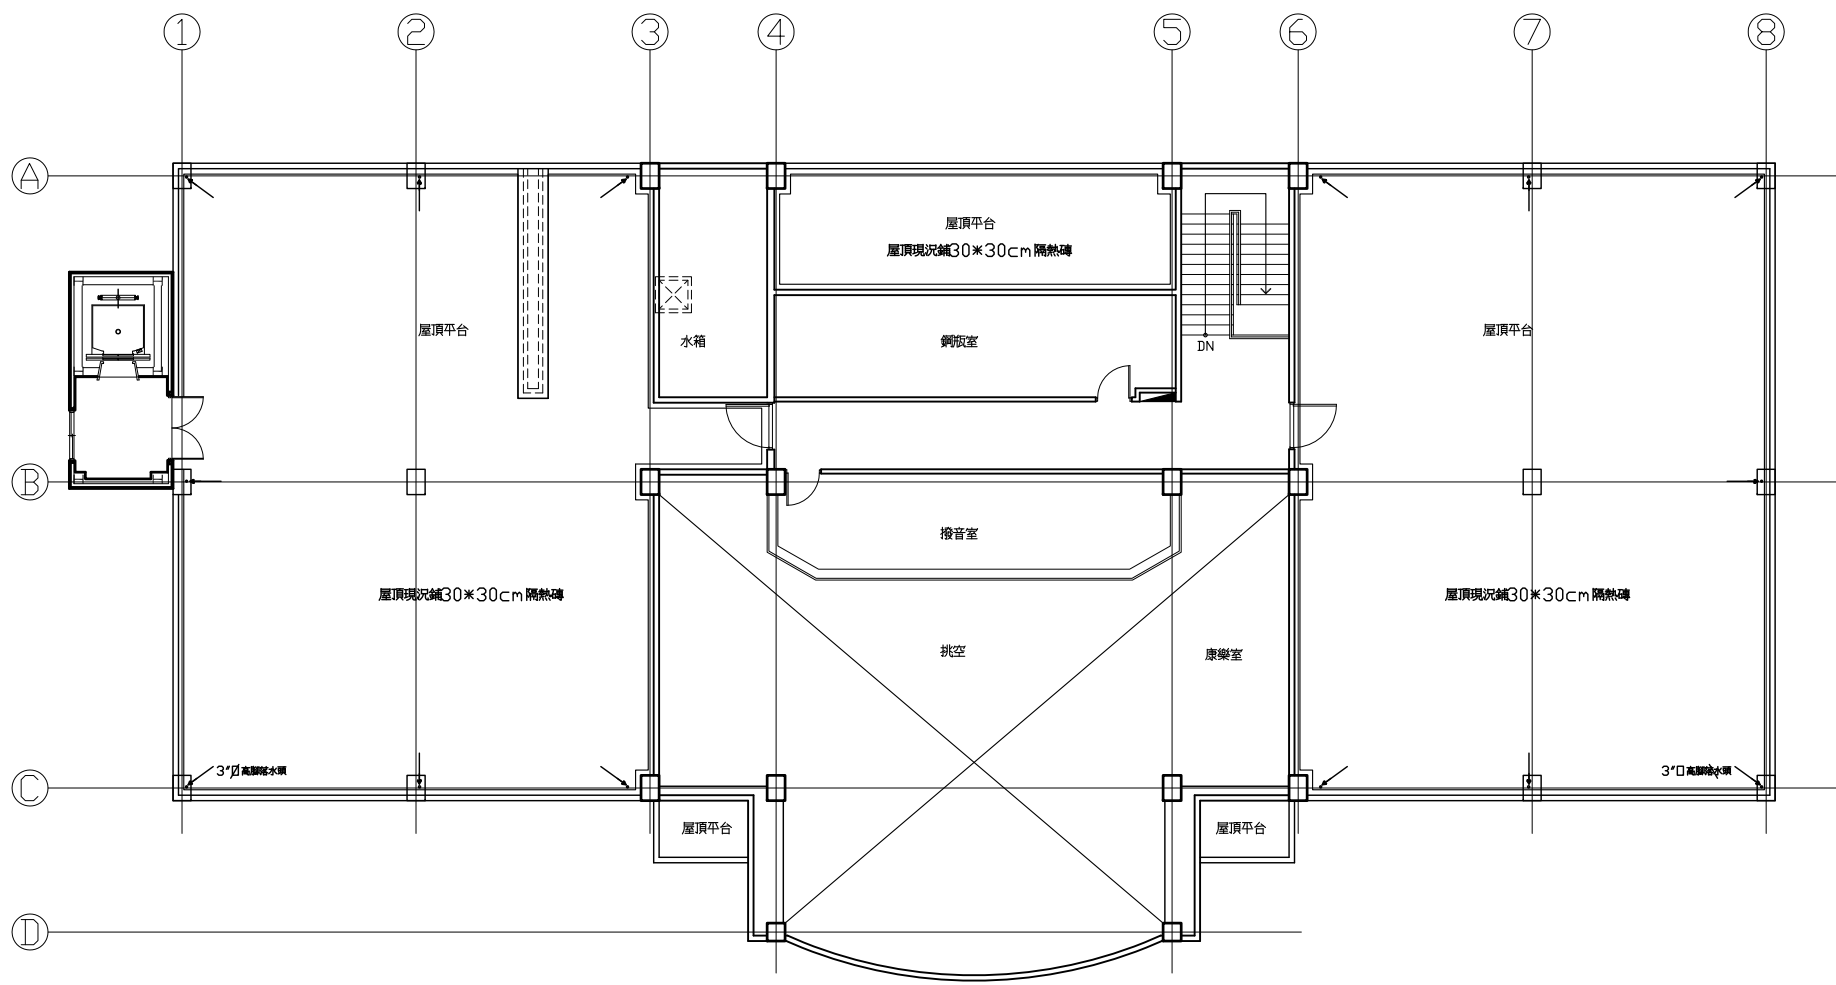 1 2 3 4 5 6 7 8
A
屋頂平台
屋頂現況鋪30*30cm隔熱磚
屋頂平台
水箱
鋼版室
屋頂平台
DN
B
撥音室
屋頂現況鋪30*30cm隔熱磚
屋頂現況鋪30*30cm隔熱磚
挑空
康樂室
3"Ø高腳落水頭
3"□高腳落水頭
C
屋頂平台
屋頂平台
D